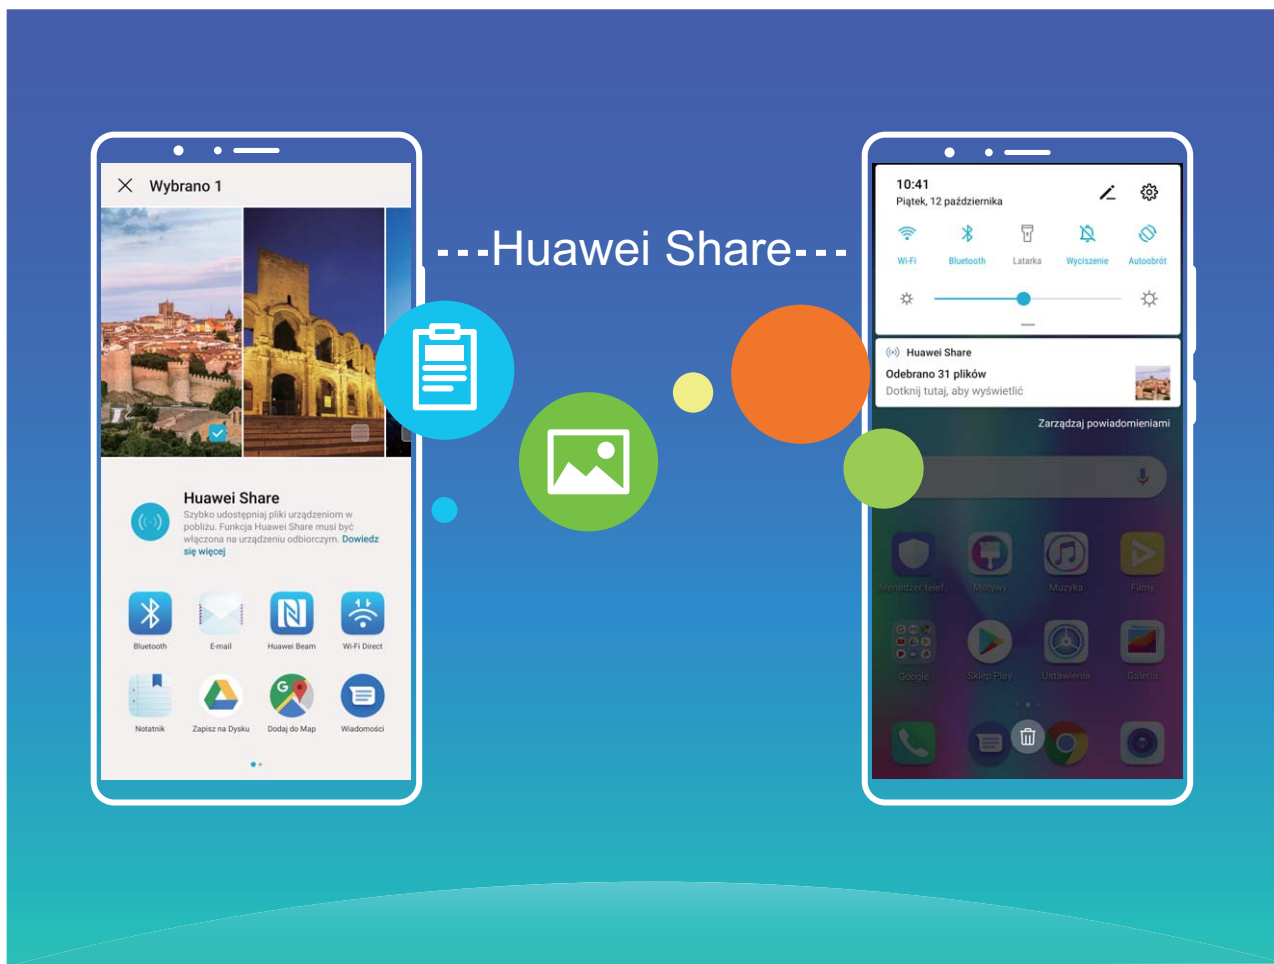 Wybrano 1
Huawei Share
Szybko udostępniaj pliki urządzeniom w
pobliżu. Funkcja Huawei Share musi być
włączona na urządzeniu odbiorczym. Dowiedz
się więcej
Bluetooth
E-mail
Huawei Beam
Wi-Fi Direct
Notatnik
Zapisz na Dysku
Dodaj do Map
Wiadomości
---Huawei Share---
10:41
Piątek, 12 października
Wi-Fi
Bluetooth
Latarka
Wyciszenie
Autoobrót
Huawei Share
Odebrano 31 plików
Dotknij tutaj, aby wyświetlić
Zarządzaj powiadomieniami
Menedżer telef.
Motywy
Muzyka
Filmy
Google
Sklep Play
Ustawienia
Galeria